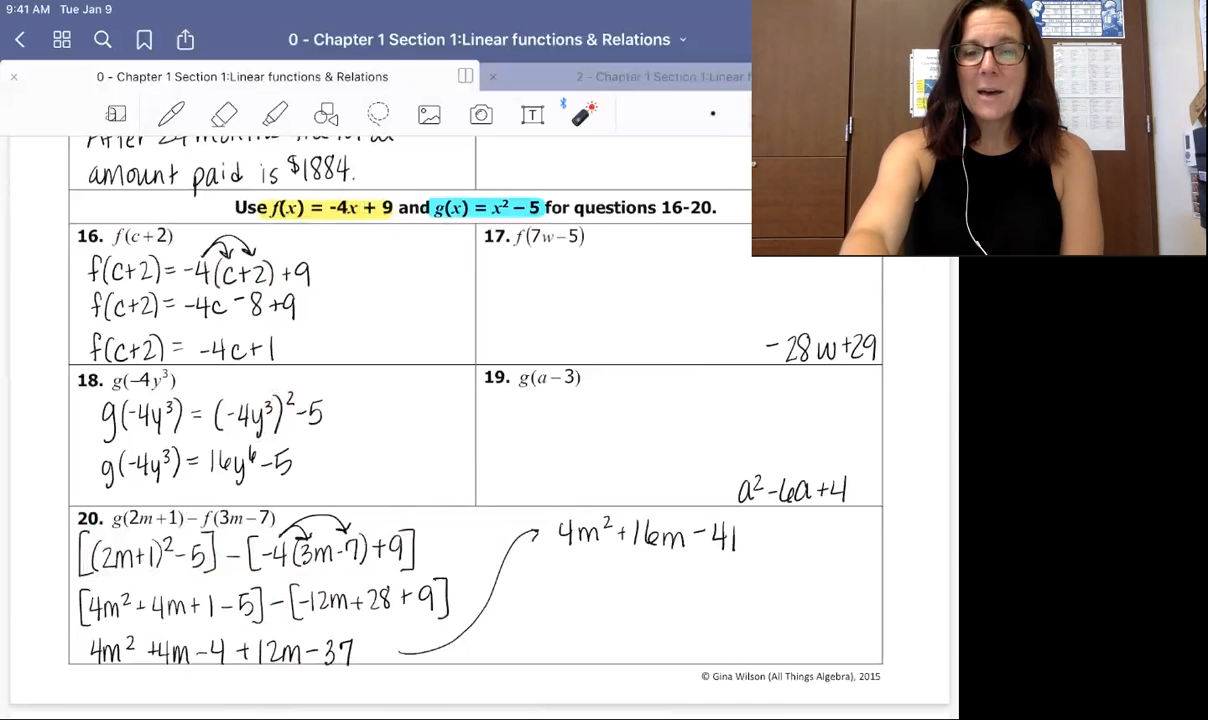 9:41 AM Tue Jan 9
0 - Chapter 1 Section 1:Linear functions & Relations
0 - Chapter 1 Section 1:Linear functions & Relations
2 - Chapter 1 Section 1:Linear
T
amount paid is $1884.
Use f(x) = -4x + 9 and g(x) = x² – 5 for questions 16-20.
16. f(c+2)
f(c+2) = -4(c+2) +9
f(c+2) = -4c -8 +9
f(c+2) = -4c+1
17. f(7w–5)
-28w+29
18. g(–4y³)
g(-4y³) = (-4y³)² -5
g(-4y³) = 16y⁶ -5
19. g(a–3)
a² -6a +4
20. g(2m+1) – f(3m–7)
[(2m+1)² -5] - [-4(3m-7)+9]
[4m² + 4m + 1 - 5] - [-12m + 28 + 9]
4m² +4m -4 +12m -37
4m² +16m -41
© Gina Wilson (All Things Algebra), 2015